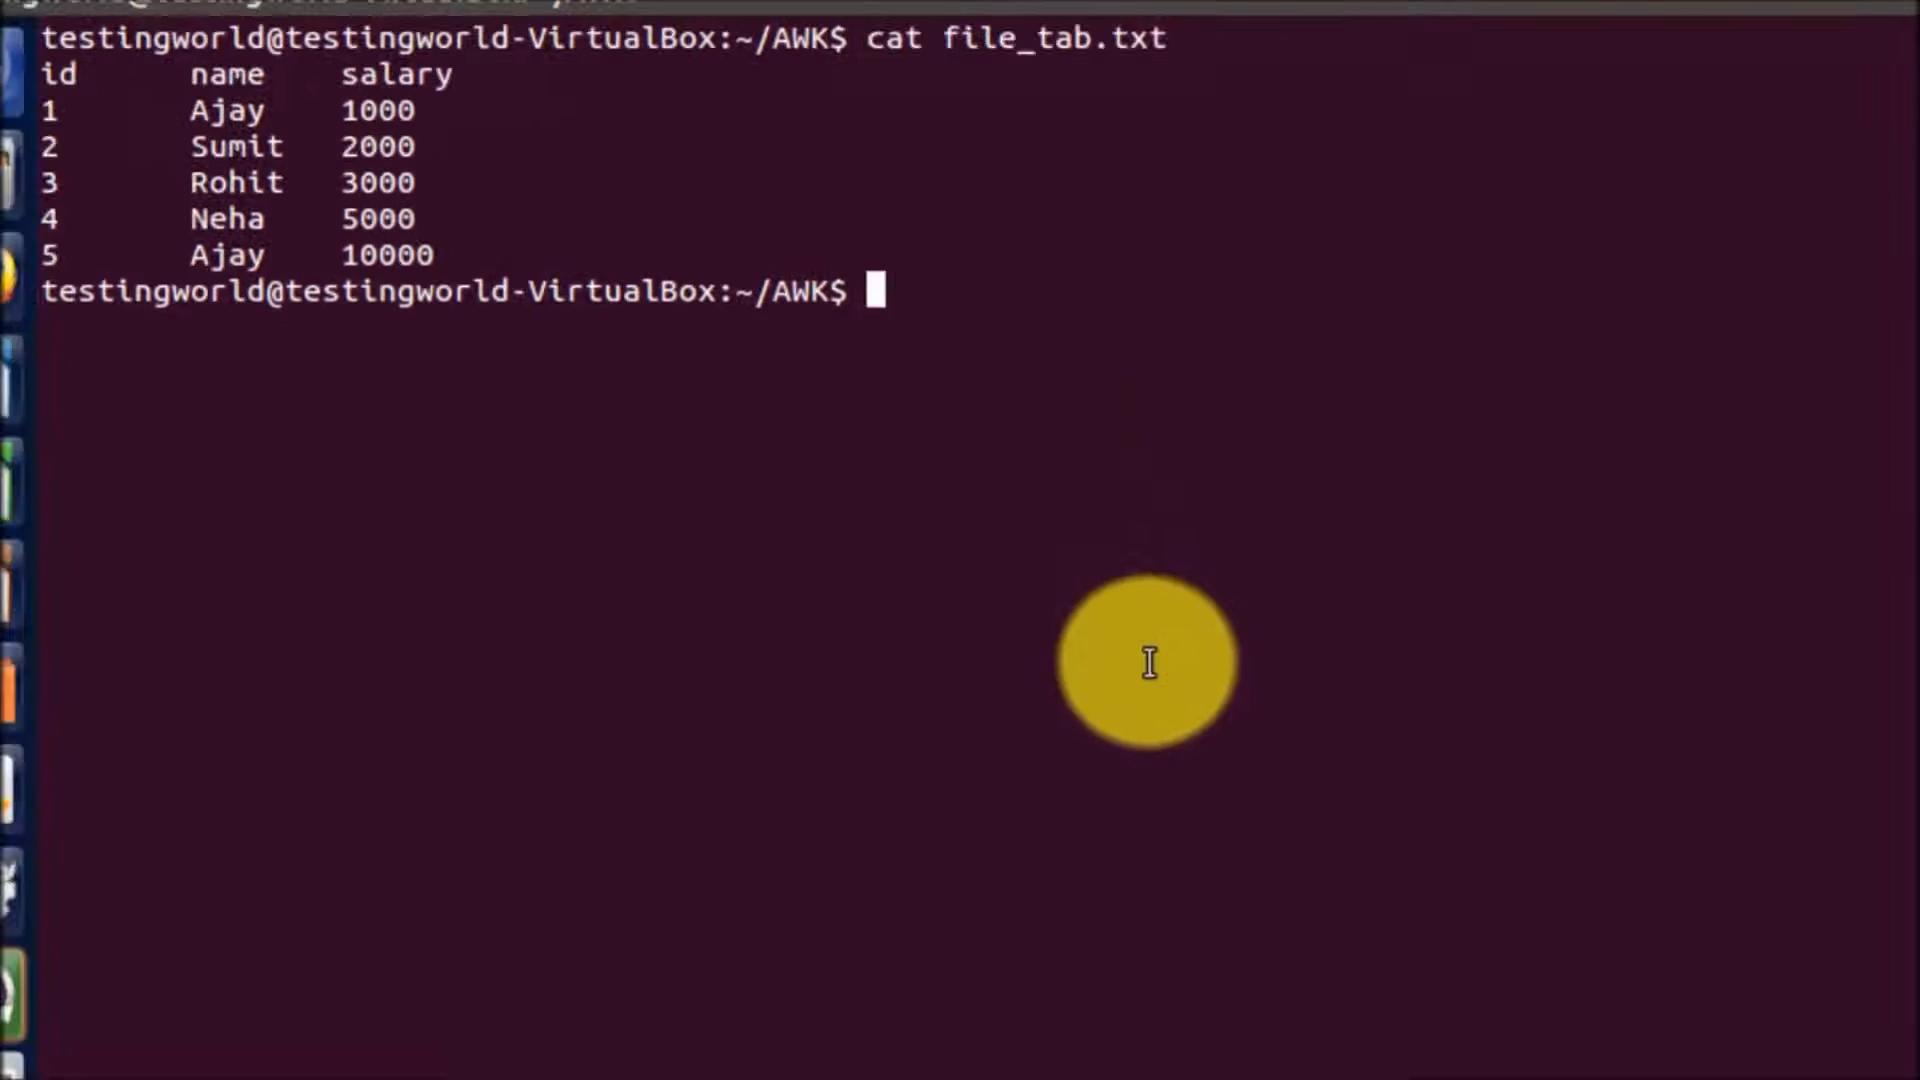 testingworld@testingworld-VirtualBox:~/AWK$ cat file_tab.txt
id name salary
1 Ajay 1000
2 Sumit 2000
3 Rohit 3000
4 Neha 5000
5 Ajay 10000
testingworld@testingworld-VirtualBox:~/AWK$